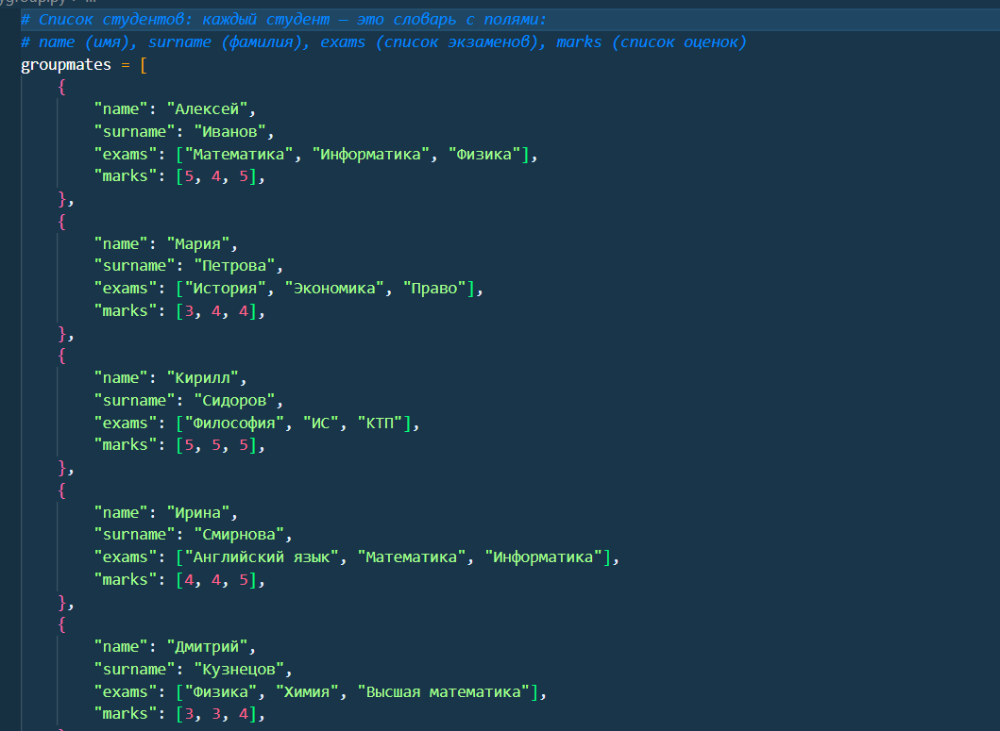 # Список студентов: каждый студент — это словарь с полями:
# name (имя), surname (фамилия), exams (список экзаменов), marks (список оценок)
groupmates = [
    {
        "name": "Алексей",
        "surname": "Иванов",
        "exams": ["Математика", "Информатика", "Физика"],
        "marks": [5, 4, 5],
    },
    {
        "name": "Мария",
        "surname": "Петрова",
        "exams": ["История", "Экономика", "Право"],
        "marks": [3, 4, 4],
    },
    {
        "name": "Кирилл",
        "surname": "Сидоров",
        "exams": ["Философия", "ИС", "КТП"],
        "marks": [5, 5, 5],
    },
    {
        "name": "Ирина",
        "surname": "Смирнова",
        "exams": ["Английский язык", "Математика", "Информатика"],
        "marks": [4, 4, 5],
    },
    {
        "name": "Дмитрий",
        "surname": "Кузнецов",
        "exams": ["Физика", "Химия", "Высшая математика"],
        "marks": [3, 3, 4],